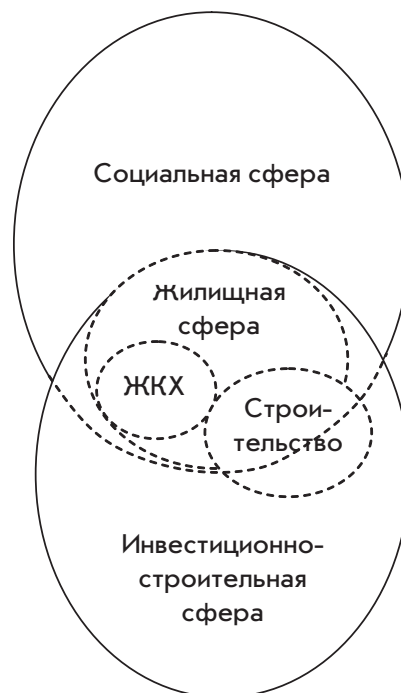 Социальная сфера
Жилищная
сфера
ЖКХ
Строи-
тельство
Инвестиционно-
строительная
сфера